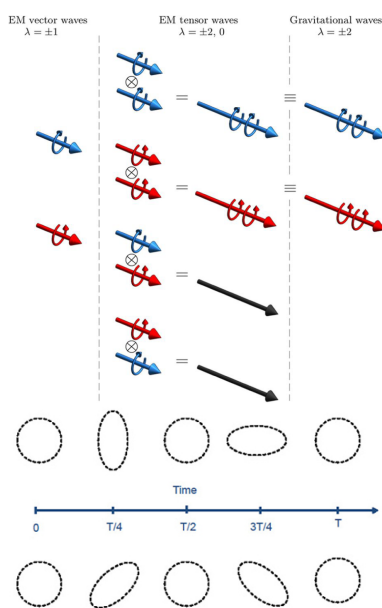 EM vector waves
λ = ±1
EM tensor waves
λ = ±2, 0
Gravitational waves
λ = ±2
⊗
=
≡
⊗
=
≡
⊗
=
⊗
=
Time
0
T/4
T/2
3T/4
T